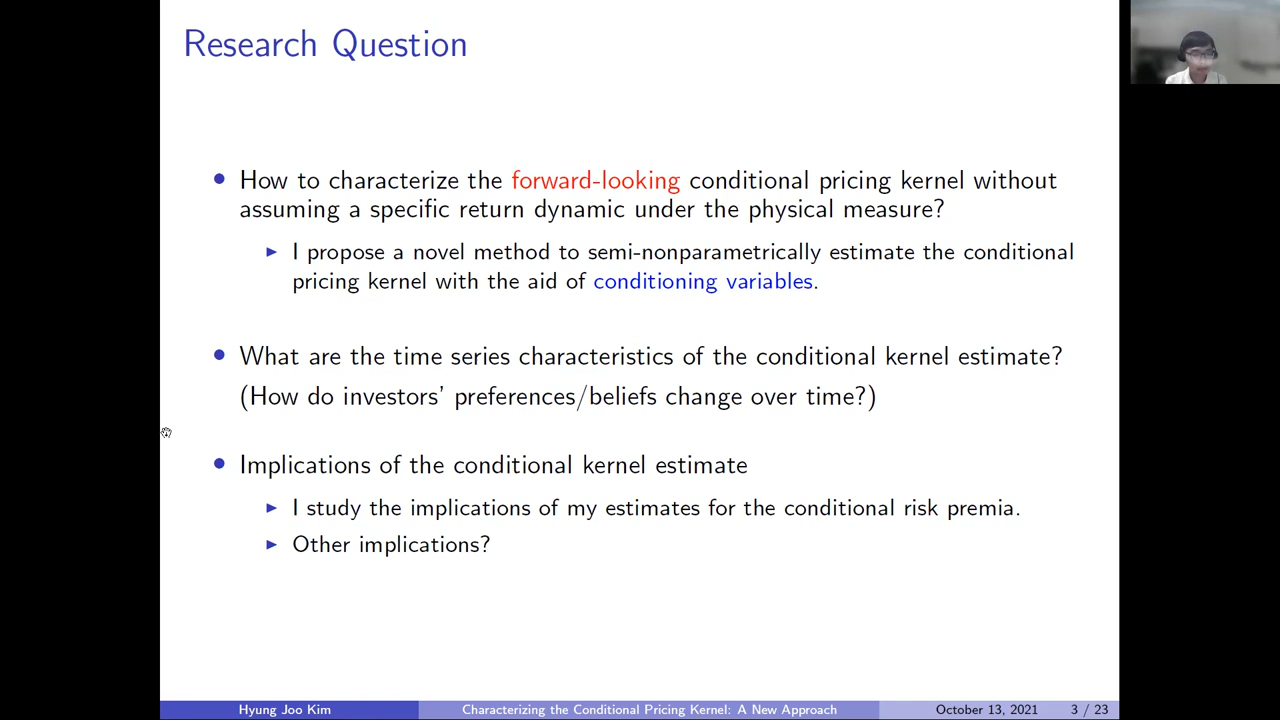 Research Question
• How to characterize the forward-looking conditional pricing kernel without
assuming a specific return dynamic under the physical measure?
▶ I propose a novel method to semi-nonparametrically estimate the conditional
pricing kernel with the aid of conditioning variables.
• What are the time series characteristics of the conditional kernel estimate?
(How do investors' preferences/beliefs change over time?)
• Implications of the conditional kernel estimate
▶ I study the implications of my estimates for the conditional risk premia.
▶ Other implications?
Hyung Joo Kim Characterizing the Conditional Pricing Kernel: A New Approach October 13, 2021 3 / 23